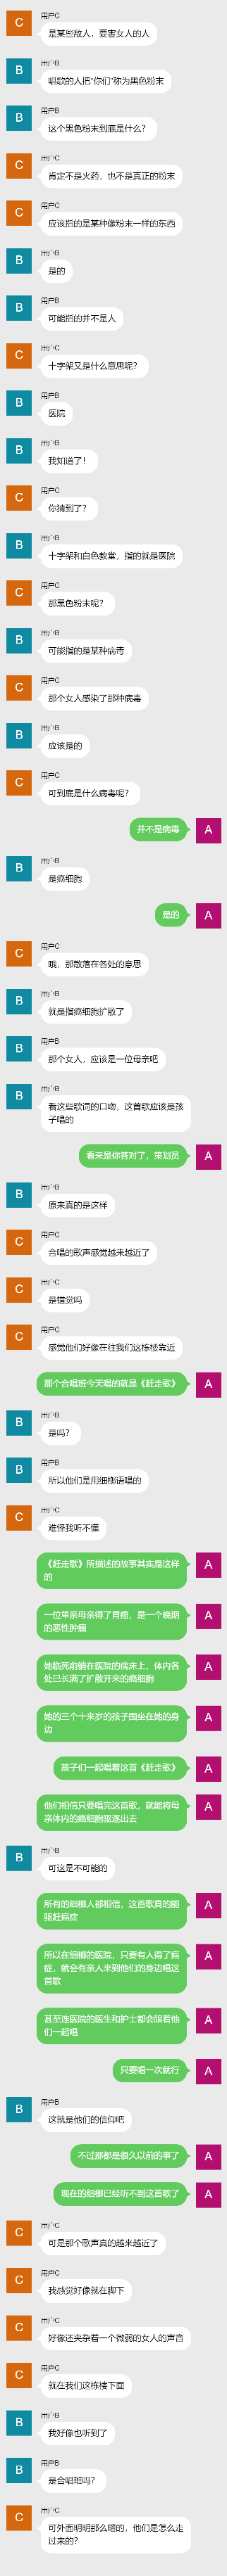 C
用户C
是某些敌人，要害女人的人
B
用户B
唱歌的人把“你们”称为黑色粉末
B
用户B
这个黑色粉末到底是什么？
C
用户C
肯定不是火药，也不是真正的粉末
C
用户C
应该指的是某种像粉末一样的东西
B
用户B
是的
B
用户B
可能指的并不是人
C
用户C
十字架又是什么意思呢？
B
用户B
医院
B
用户B
我知道了！
C
用户C
你猜到了？
B
用户B
十字架和白色教堂，指的就是医院
C
用户C
那黑色粉末呢？
B
用户B
可能指的是某种病毒
C
用户C
那个女人感染了那种病毒
B
用户B
应该是的
C
用户C
可到底是什么病毒呢？
并不是病毒
A
B
用户B
是癌细胞
是的
A
C
用户C
哦，那散落在各处的意思
B
用户B
就是指癌细胞扩散了
B
用户B
那个女人，应该是一位母亲吧
B
用户B
看这些歌词的口吻，这首歌应该是孩
子唱的
看来是你答对了，策划员
A
B
用户B
原来真的是这样
C
用户C
合唱的歌声感觉越来越近了
C
用户C
是错觉吗
C
用户C
感觉他们好像在往我们这栋楼靠近
那个合唱班今天唱的就是《赶走歌》
A
B
用户B
是吗？
B
用户B
所以他们是用细榔语唱的
C
用户C
难怪我听不懂
《赶走歌》所描述的故事其实是这样
的
A
一位单亲母亲得了胃癌，是一个晚期
的恶性肿瘤
A
她临死前躺在医院的病床上，体内各
处已长满了扩散开来的癌细胞
A
她的三个十来岁的孩子围坐在她的身
边
A
孩子们一起唱着这首《赶走歌》
A
他们相信只要唱完这首歌，就能将母
亲体内的癌细胞驱逐出去
A
B
用户B
可这是不可能的
所有的细榔人都相信，这首歌真的能
驱赶癌症
A
所以在细榔的医院，只要有人得了癌
症，就会有亲人来到他们的身边唱这
首歌
A
甚至连医院的医生和护士都会跟着他
们一起唱
A
只要唱一次就行
A
B
用户B
这就是他们的信仰吧
不过那都是很久以前的事了
A
现在的细榔已经听不到这首歌了
A
C
用户C
可是那个歌声真的越来越近了
C
用户C
我感觉好像就在脚下
C
用户C
好像还夹杂着一个微弱的女人的声音
C
用户C
就在我们这栋楼下面
B
用户B
我好像也听到了
B
用户B
是合唱班吗？
C
用户C
可外面明明那么暗的，他们是怎么走
过来的？